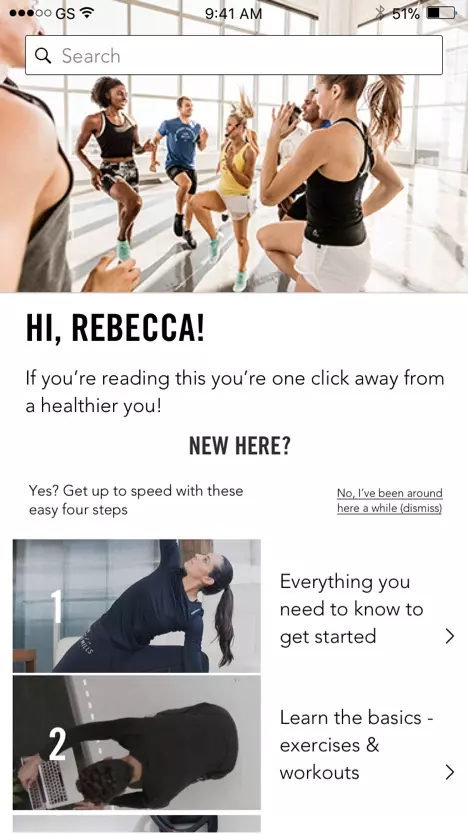 GS 9:41 AM 51%
Search
HI, REBECCA!
If you’re reading this you’re one click away from
a healthier you!
NEW HERE?
Yes? Get up to speed with these
easy four steps
No, I’ve been around
here a while (dismiss)
1
Everything you
need to know to
get started
2
Learn the basics -
exercises &
workouts